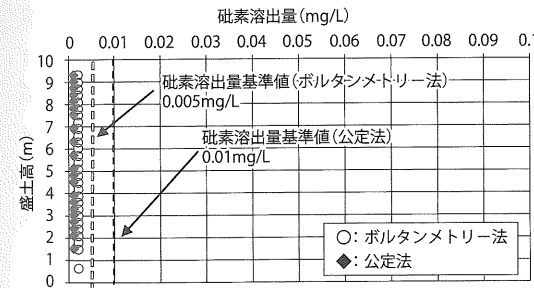 砒素溶出量(mg/L)
0 0.01 0.02 0.03 0.04 0.05 0.06 0.07 0.08 0.09 0.1
10
9
8
7
6
5
4
3
2
1
0
盛土高(m)
砒素溶出量基準値(ボルタンメトリー法)
0.005mg/L
砒素溶出量基準値(公定法)
0.01mg/L
○：ボルタンメトリー法
◆：公定法